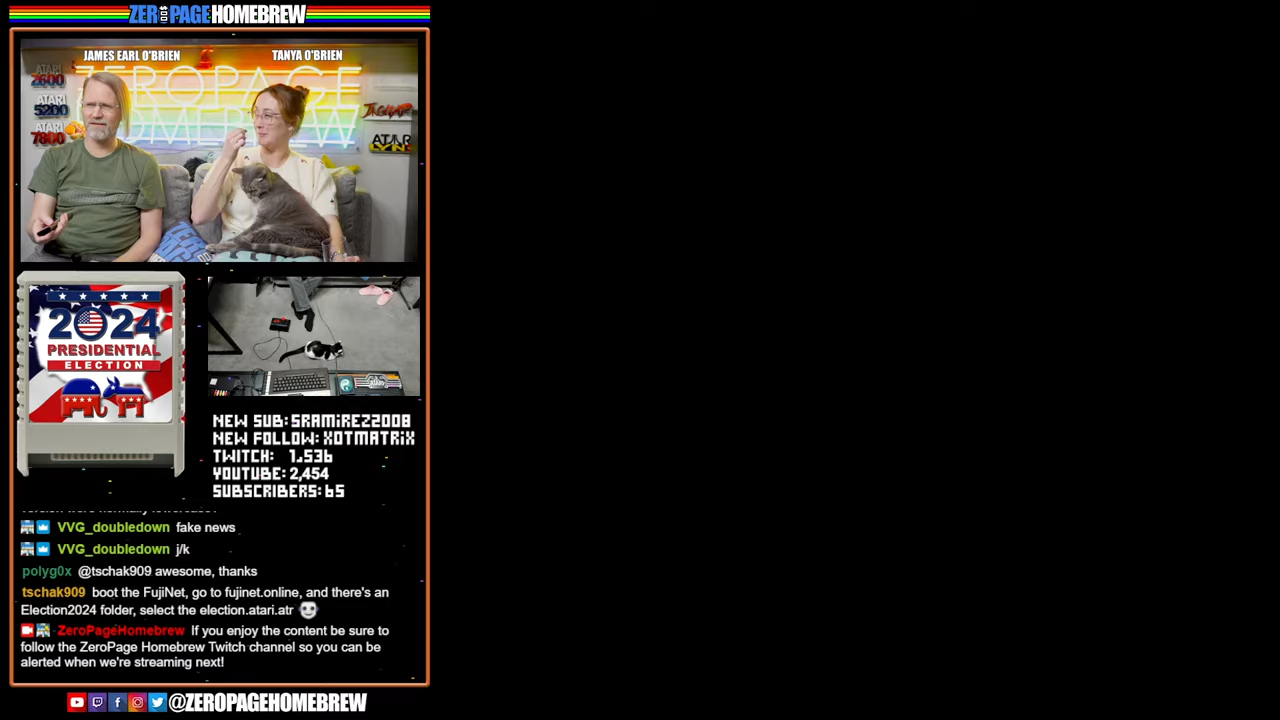 ZEROPAGE HOMEBREW
JAMES EARL O'BRIEN
TANYA O'BRIEN
ATARI
2600
ATARI
5200
ATARI
7800
ZEROPAGE
HOMEBREW
JAGUAR
ATARI
LYNX
2024
PRESIDENTIAL
ELECTION
NEW SUB: SRAMIREZ2008
NEW FOLLOW: XOTMATRIX
TWITCH: 1,536
YOUTUBE: 2,454
SUBSCRIBERS: 65
VVG_doubledown fake news
VVG_doubledown j/k
polyg0x @tschak909 awesome, thanks
tschak909 boot the FujiNet, go to fujinet.online, and there's an
Election2024 folder, select the election.atari.atr
ZeroPageHomebrew If you enjoy the content be sure to
follow the ZeroPage Homebrew Twitch channel so you can be
alerted when we're streaming next!
@ZEROPAGEHOMEBREW